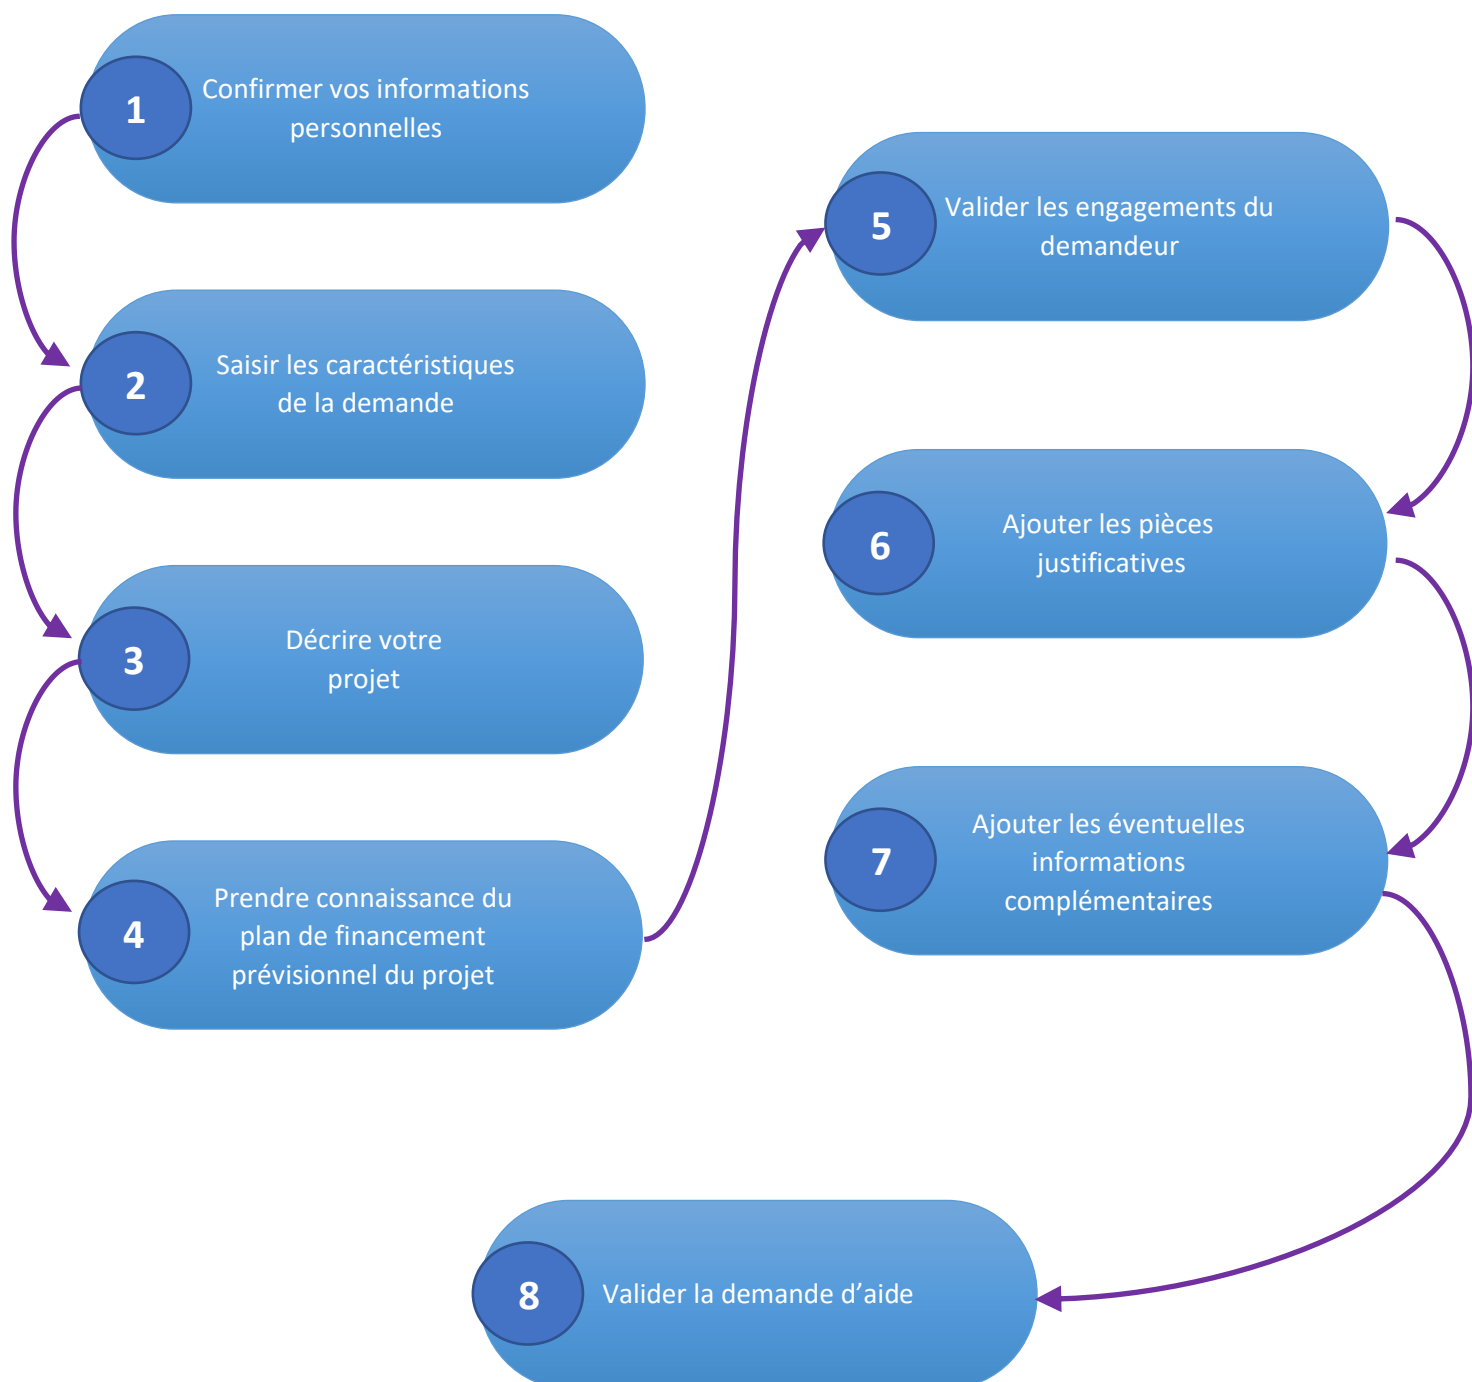 1
Confirmer vos informations
personnelles
2
Saisir les caractéristiques
de la demande
3
Décrire votre
projet
4
Prendre connaissance du
plan de financement
prévisionnel du projet
5
Valider les engagements du
demandeur
6
Ajouter les pièces
justificatives
7
Ajouter les éventuelles
informations
complémentaires
8
Valider la demande d’aide